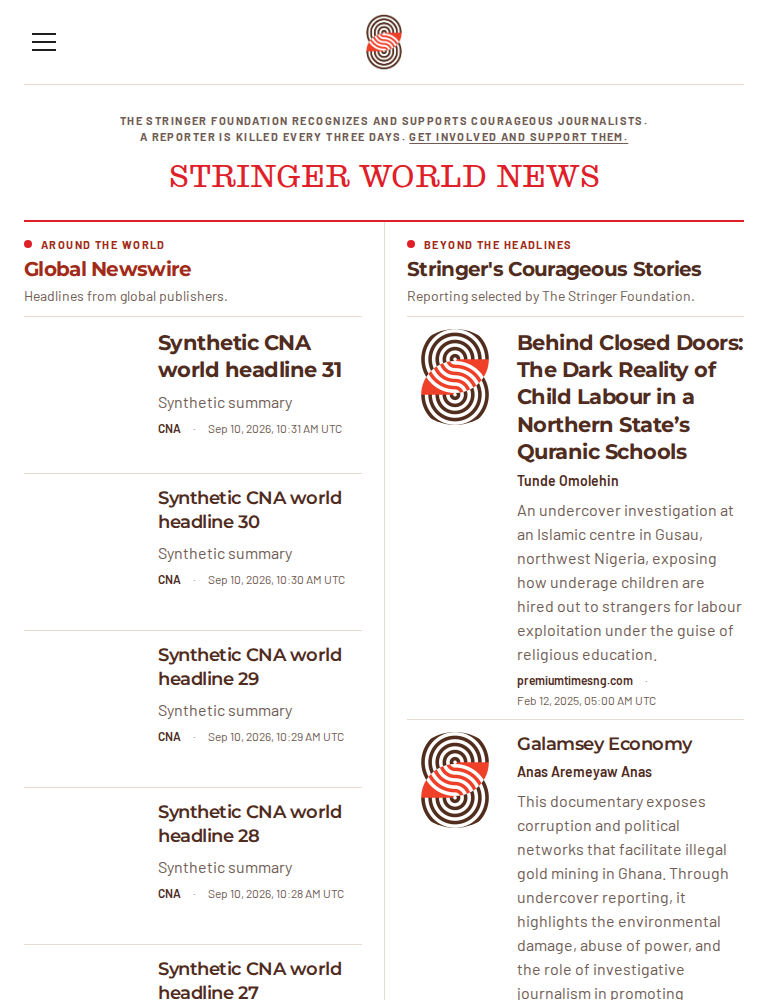 THE STRINGER FOUNDATION RECOGNIZES AND SUPPORTS COURAGEOUS JOURNALISTS.
A REPORTER IS KILLED EVERY THREE DAYS. GET INVOLVED AND SUPPORT THEM.
STRINGER WORLD NEWS
AROUND THE WORLD
Global Newswire
Headlines from global publishers.
Synthetic CNA
world headline 31
Synthetic summary
CNA · Sep 10, 2026, 10:31 AM UTC
Synthetic CNA world
headline 30
Synthetic summary
CNA · Sep 10, 2026, 10:30 AM UTC
Synthetic CNA world
headline 29
Synthetic summary
CNA · Sep 10, 2026, 10:29 AM UTC
Synthetic CNA world
headline 28
Synthetic summary
CNA · Sep 10, 2026, 10:28 AM UTC
Synthetic CNA world
headline 27
BEYOND THE HEADLINES
Stringer's Courageous Stories
Reporting selected by The Stringer Foundation.
Behind Closed Doors:
The Dark Reality of
Child Labour in a
Northern State’s
Quranic Schools
Tunde Omolehin
An undercover investigation at
an Islamic centre in Gusau,
northwest Nigeria, exposing
how underage children are
hired out to strangers for labour
exploitation under the guise of
religious education.
premiumtimesng.com ·
Feb 12, 2025, 05:00 AM UTC
Galamsey Economy
Anas Aremeyaw Anas
This documentary exposes
corruption and political
networks that facilitate illegal
gold mining in Ghana. Through
undercover reporting, it
highlights the environmental
damage, abuse of power, and
the role of investigative
journalism in promoting